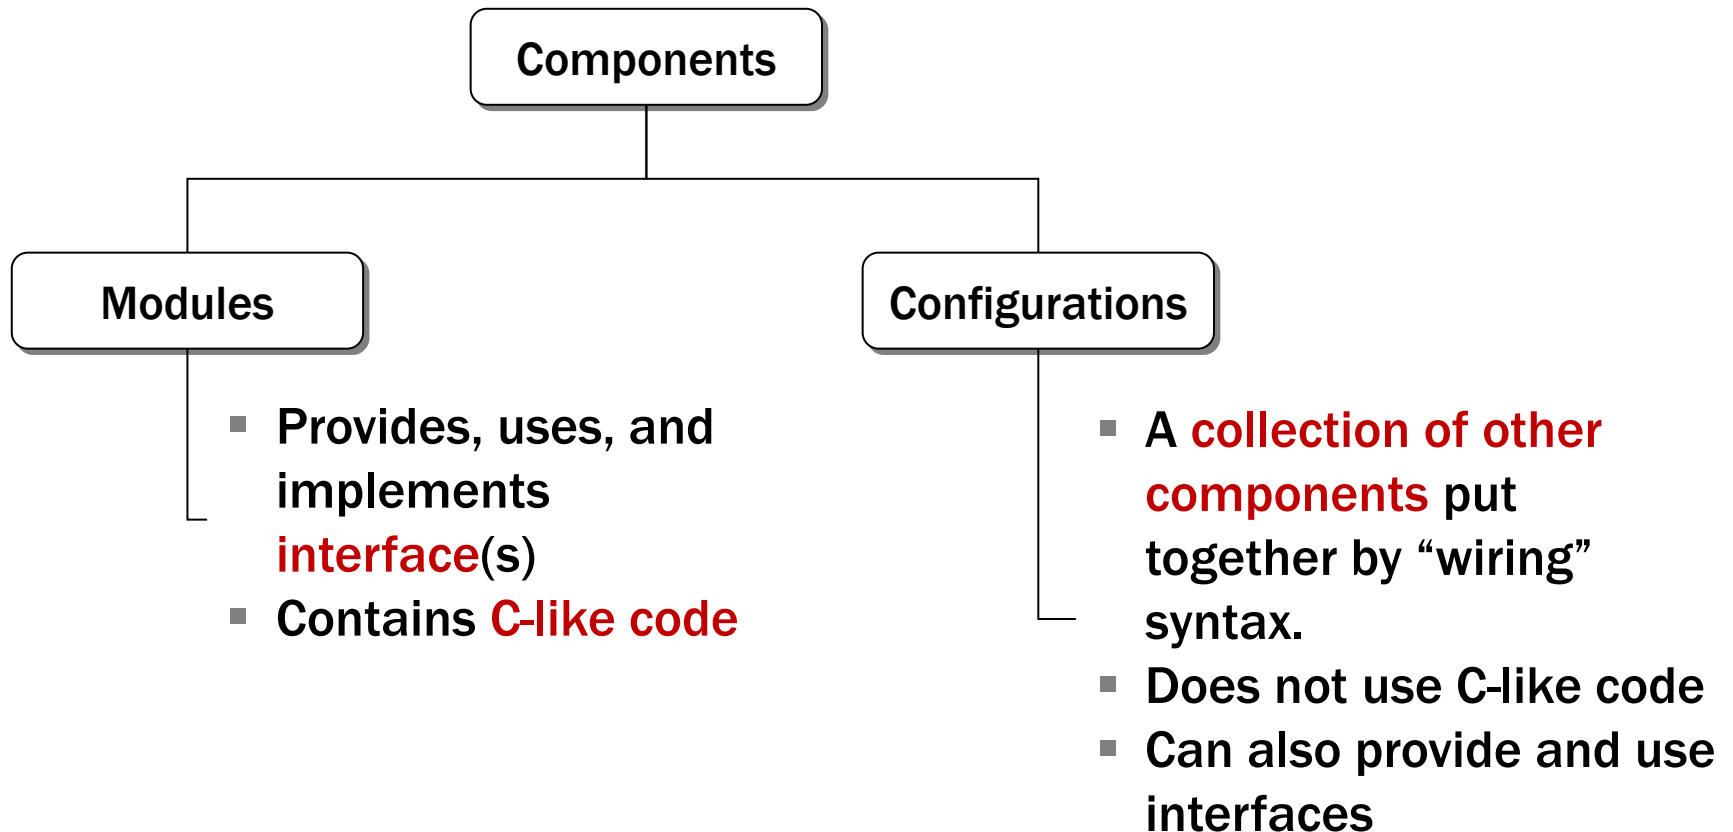 Components
Modules
Configurations
Provides, uses, and
implements
interface(s)
Contains C-like code
A collection of other
components put
together by “wiring”
syntax.
Does not use C-like code
Can also provide and use
interfaces